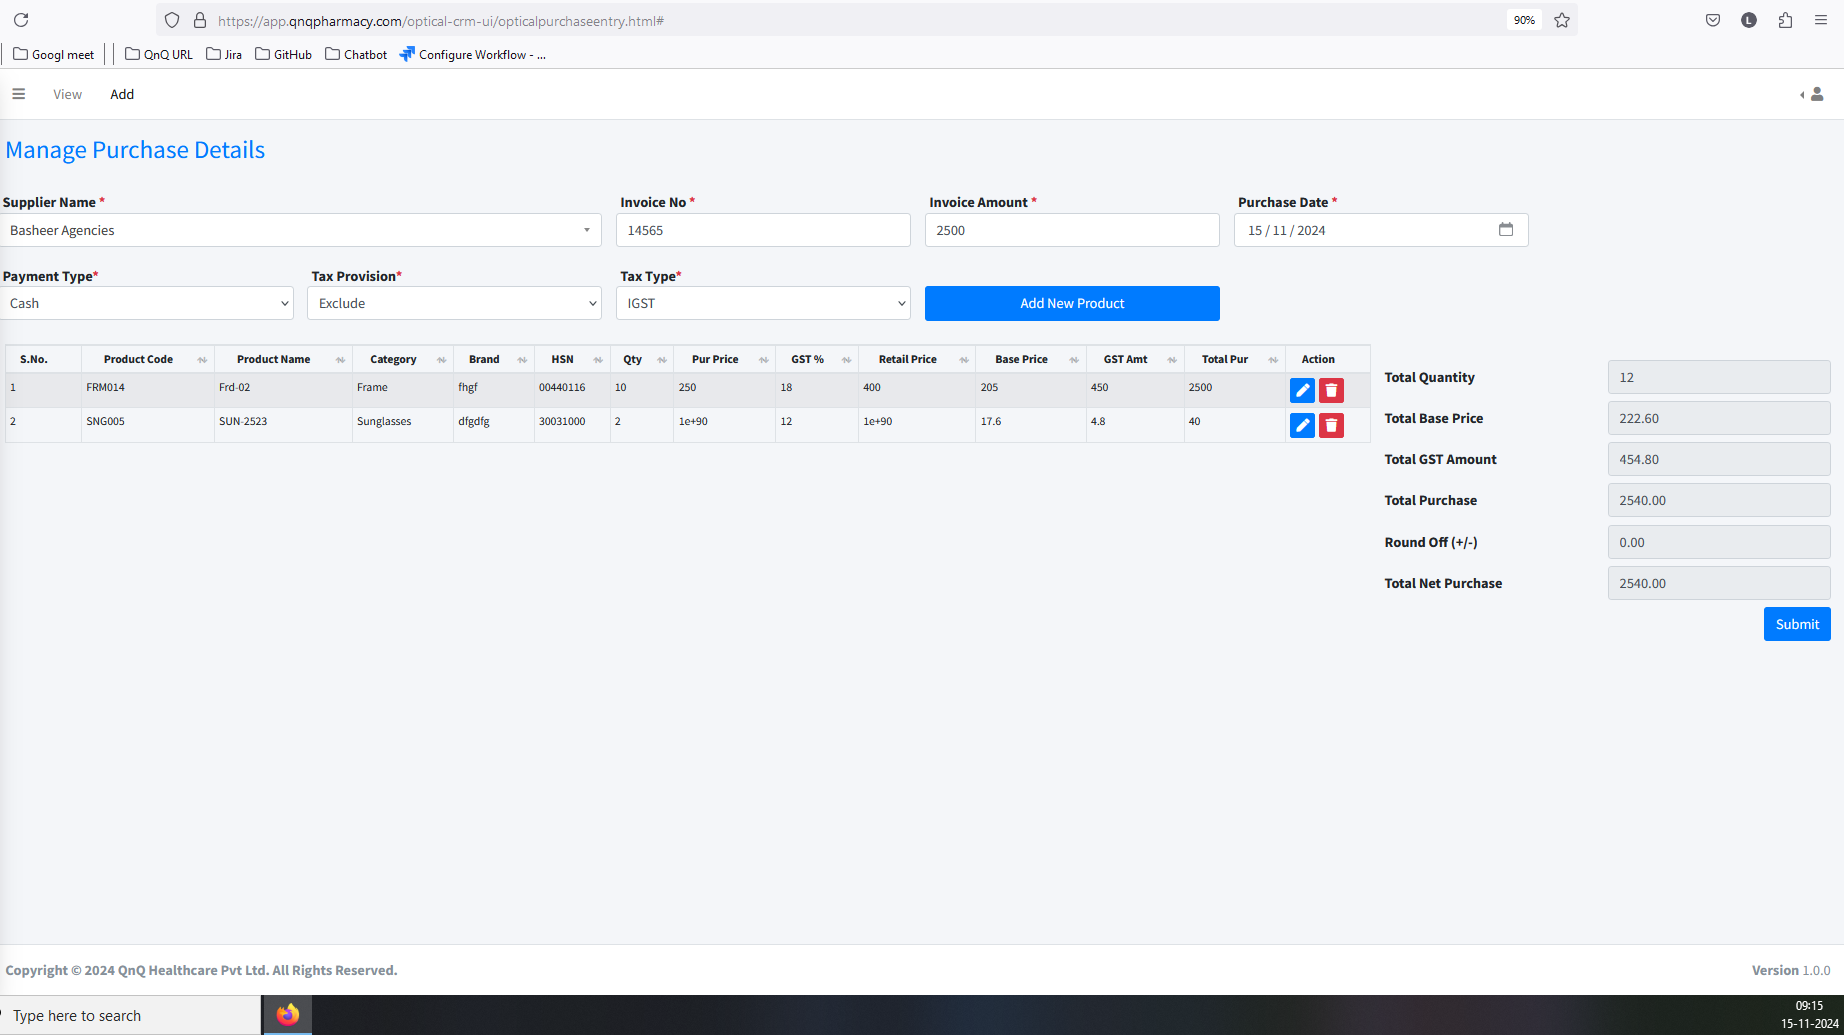 https://app.qnqpharmacy.com/optical-crm-ui/opticalpurchaseentry.html#
90%
L
Googl meet
QnQ URL
Jira
GitHub
Chatbot
Configure Workflow - ...
View
Add
Manage Purchase Details
Supplier Name *
Invoice No *
Invoice Amount *
Purchase Date *
Basheer Agencies
14565
2500
15 / 11 / 2024
Payment Type*
Tax Provision*
Tax Type*
Cash
Exclude
IGST
Add New Product
S.No. Product Code Product Name Category Brand HSN Qty Pur Price GST % Retail Price Base Price GST Amt Total Pur Action
1 FRM014 Frd-02 Frame fhgf 00440116 10 250 18 400 205 450 2500
2 SNG005 SUN-2523 Sunglasses dfgdfg 30031000 2 1e+90 12 1e+90 17.6 4.8 40
Total Quantity 12
Total Base Price 222.60
Total GST Amount 454.80
Total Purchase 2540.00
Round Off (+/-) 0.00
Total Net Purchase 2540.00
Submit
Copyright © 2024 QnQ Healthcare Pvt Ltd. All Rights Reserved.
Version 1.0.0
Type here to search
09:15
15-11-2024